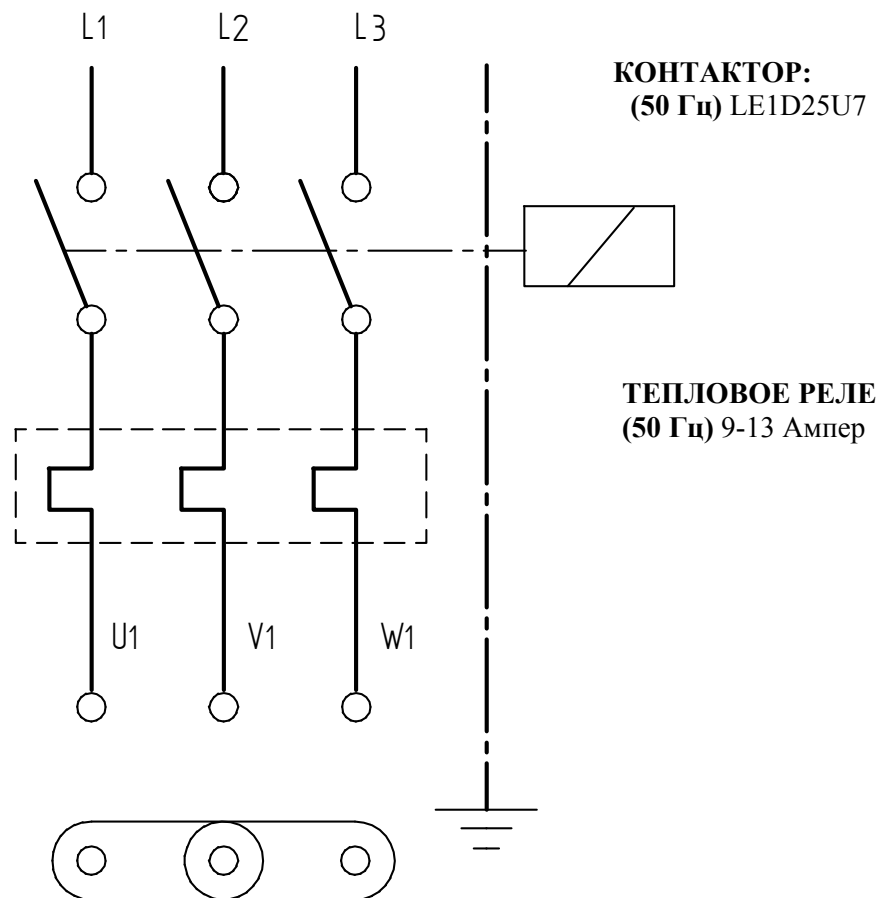 L1 L2 L3
КОНТАКТОР:
(50 Гц) LE1D25U7
ТЕПЛОВОЕ РЕЛЕ
(50 Гц) 9-13 Ампер
U1 V1 W1